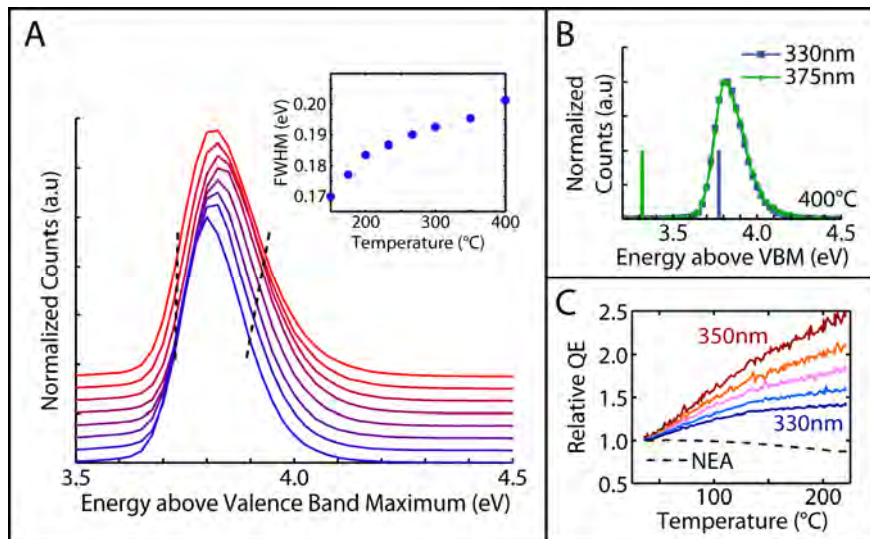 A
Normalized Counts (a.u)
3.5
4.0
4.5
Energy above Valence Band Maximum (eV)
FWHM (eV)
0.20
0.19
0.18
0.17
200
300
400
Temperature (°C)
B
330nm
375nm
Normalized
Counts (a.u)
400°C
3.5
4.0
4.5
Energy above VBM (eV)
C
Relative QE
2.5
2.0
1.5
1.0
0.5
350nm
330nm
NEA
100
200
Temperature (°C)